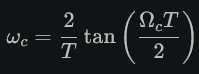 ω_c = \frac{2}{T} \tan \left( \frac{Ω_c T}{2} \right)